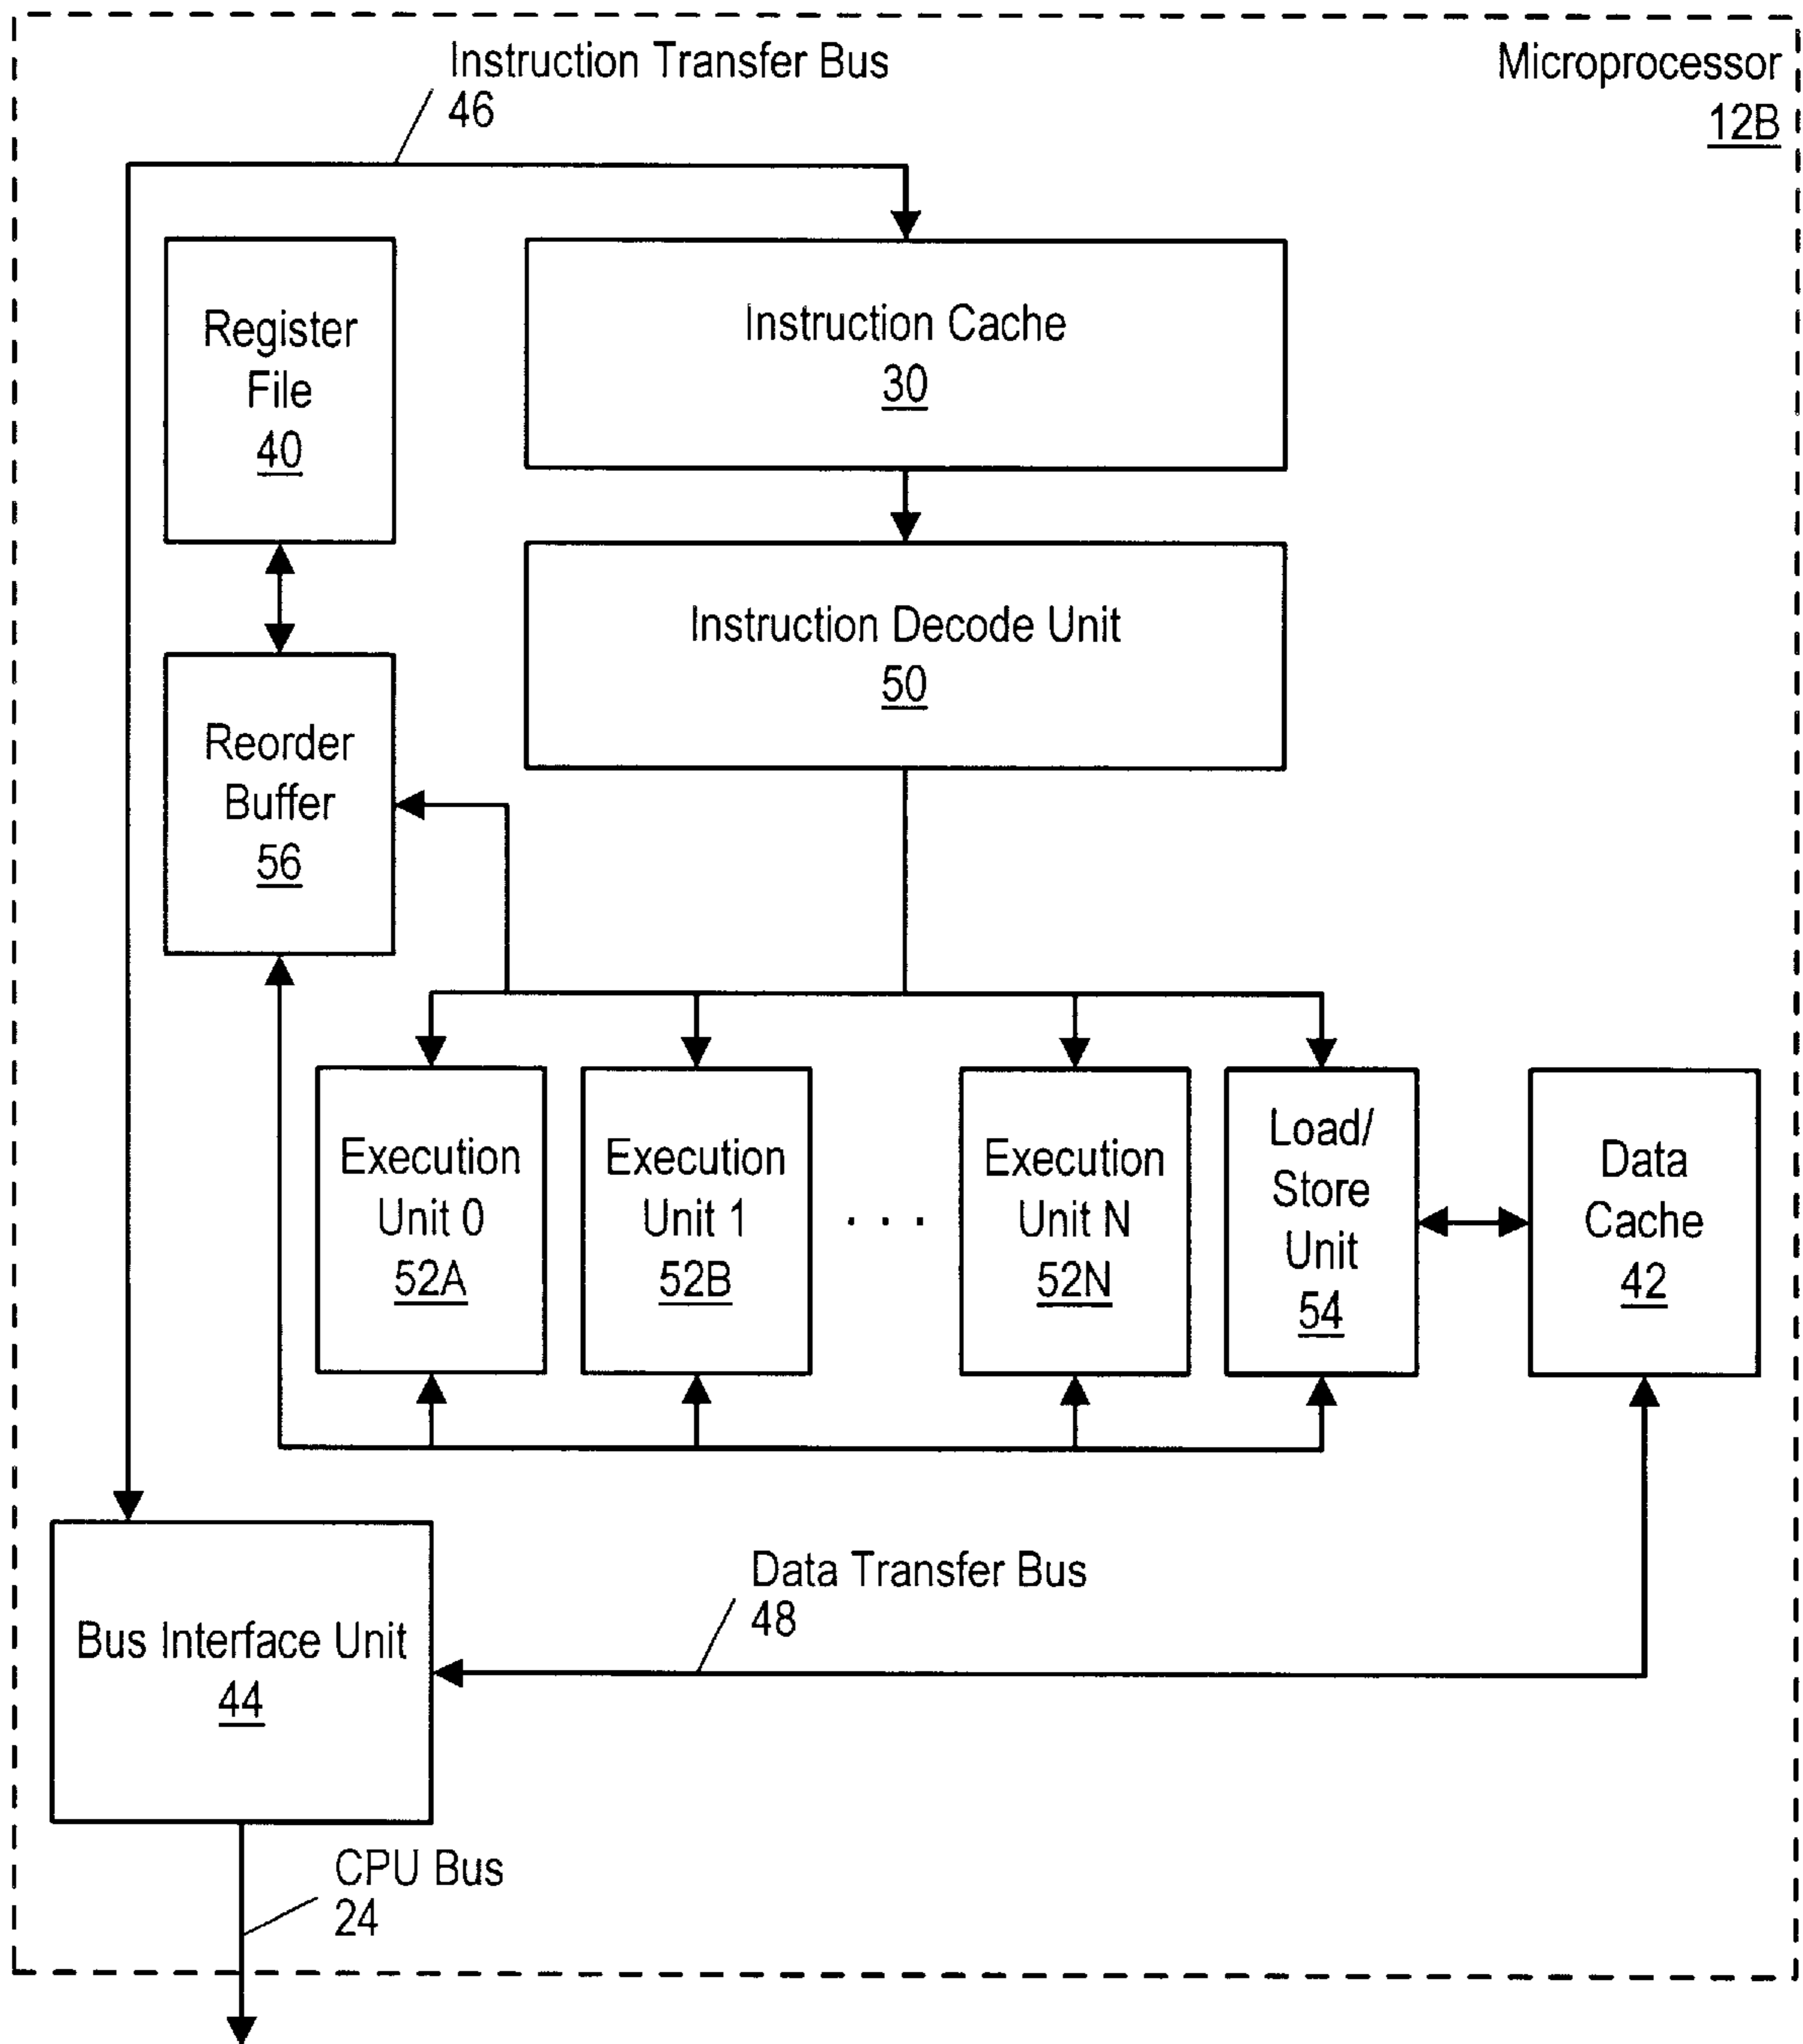 Instruction Transfer Bus
46
Microprocessor
12B
Register
File
40
Instruction Cache
30
Instruction Decode Unit
50
Reorder
Buffer
56
Execution
Unit 0
52A
Execution
Unit 1
52B
. . .
Execution
Unit N
52N
Load/
Store
Unit
54
Data
Cache
42
Data Transfer Bus
48
Bus Interface Unit
44
CPU Bus
24